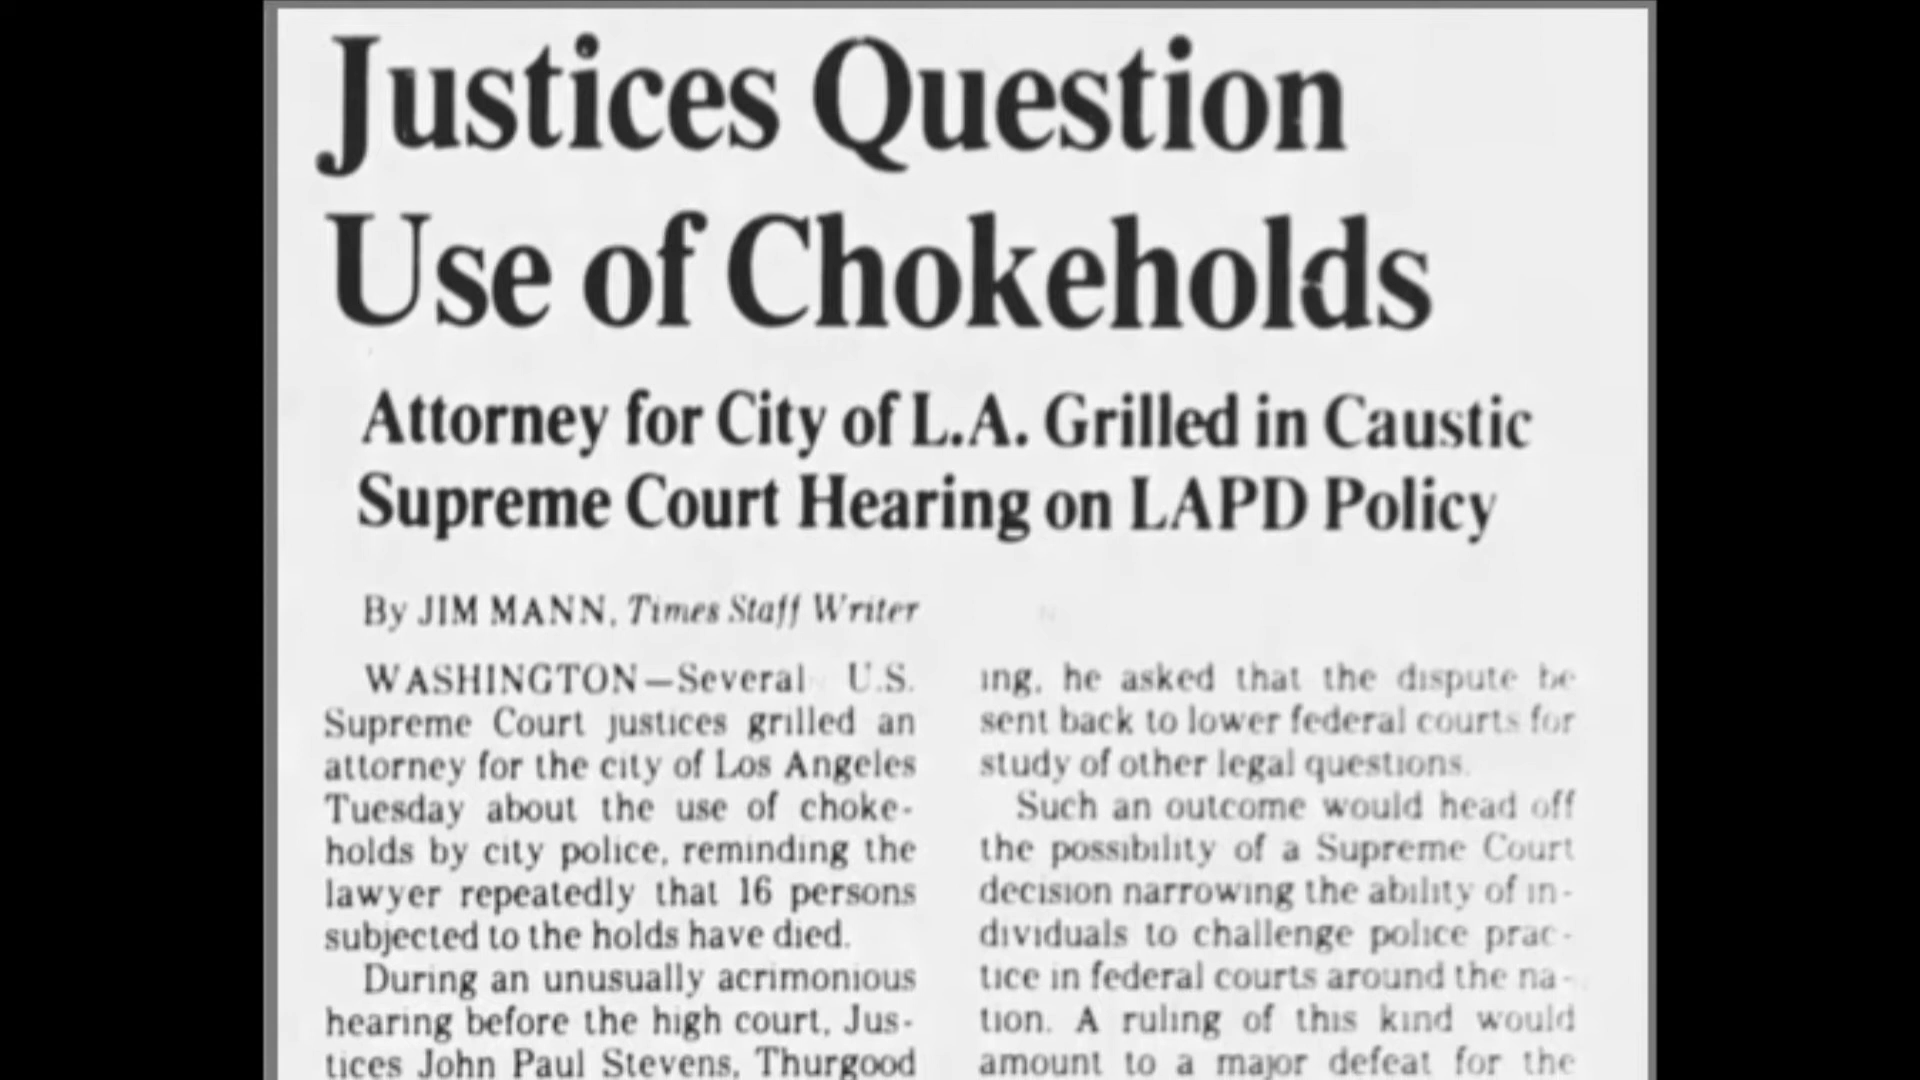 Justices Question
Use of Chokeholds
Attorney for City of L.A. Grilled in Caustic
Supreme Court Hearing on LAPD Policy
By JIM MANN, Times Staff Writer
WASHINGTON—Several U.S.
Supreme Court justices grilled an
attorney for the city of Los Angeles
Tuesday about the use of choke-
holds by city police, reminding the
lawyer repeatedly that 16 persons
subjected to the holds have died.
During an unusually acrimonious
hearing before the high court, Jus-
tices John Paul Stevens, Thurgood
ing, he asked that the dispute be
sent back to lower federal courts for
study of other legal questions.
Such an outcome would head off
the possibility of a Supreme Court
decision narrowing the ability of in-
dividuals to challenge police prac-
tice in federal courts around the na-
tion. A ruling of this kind would
amount to a major defeat for the